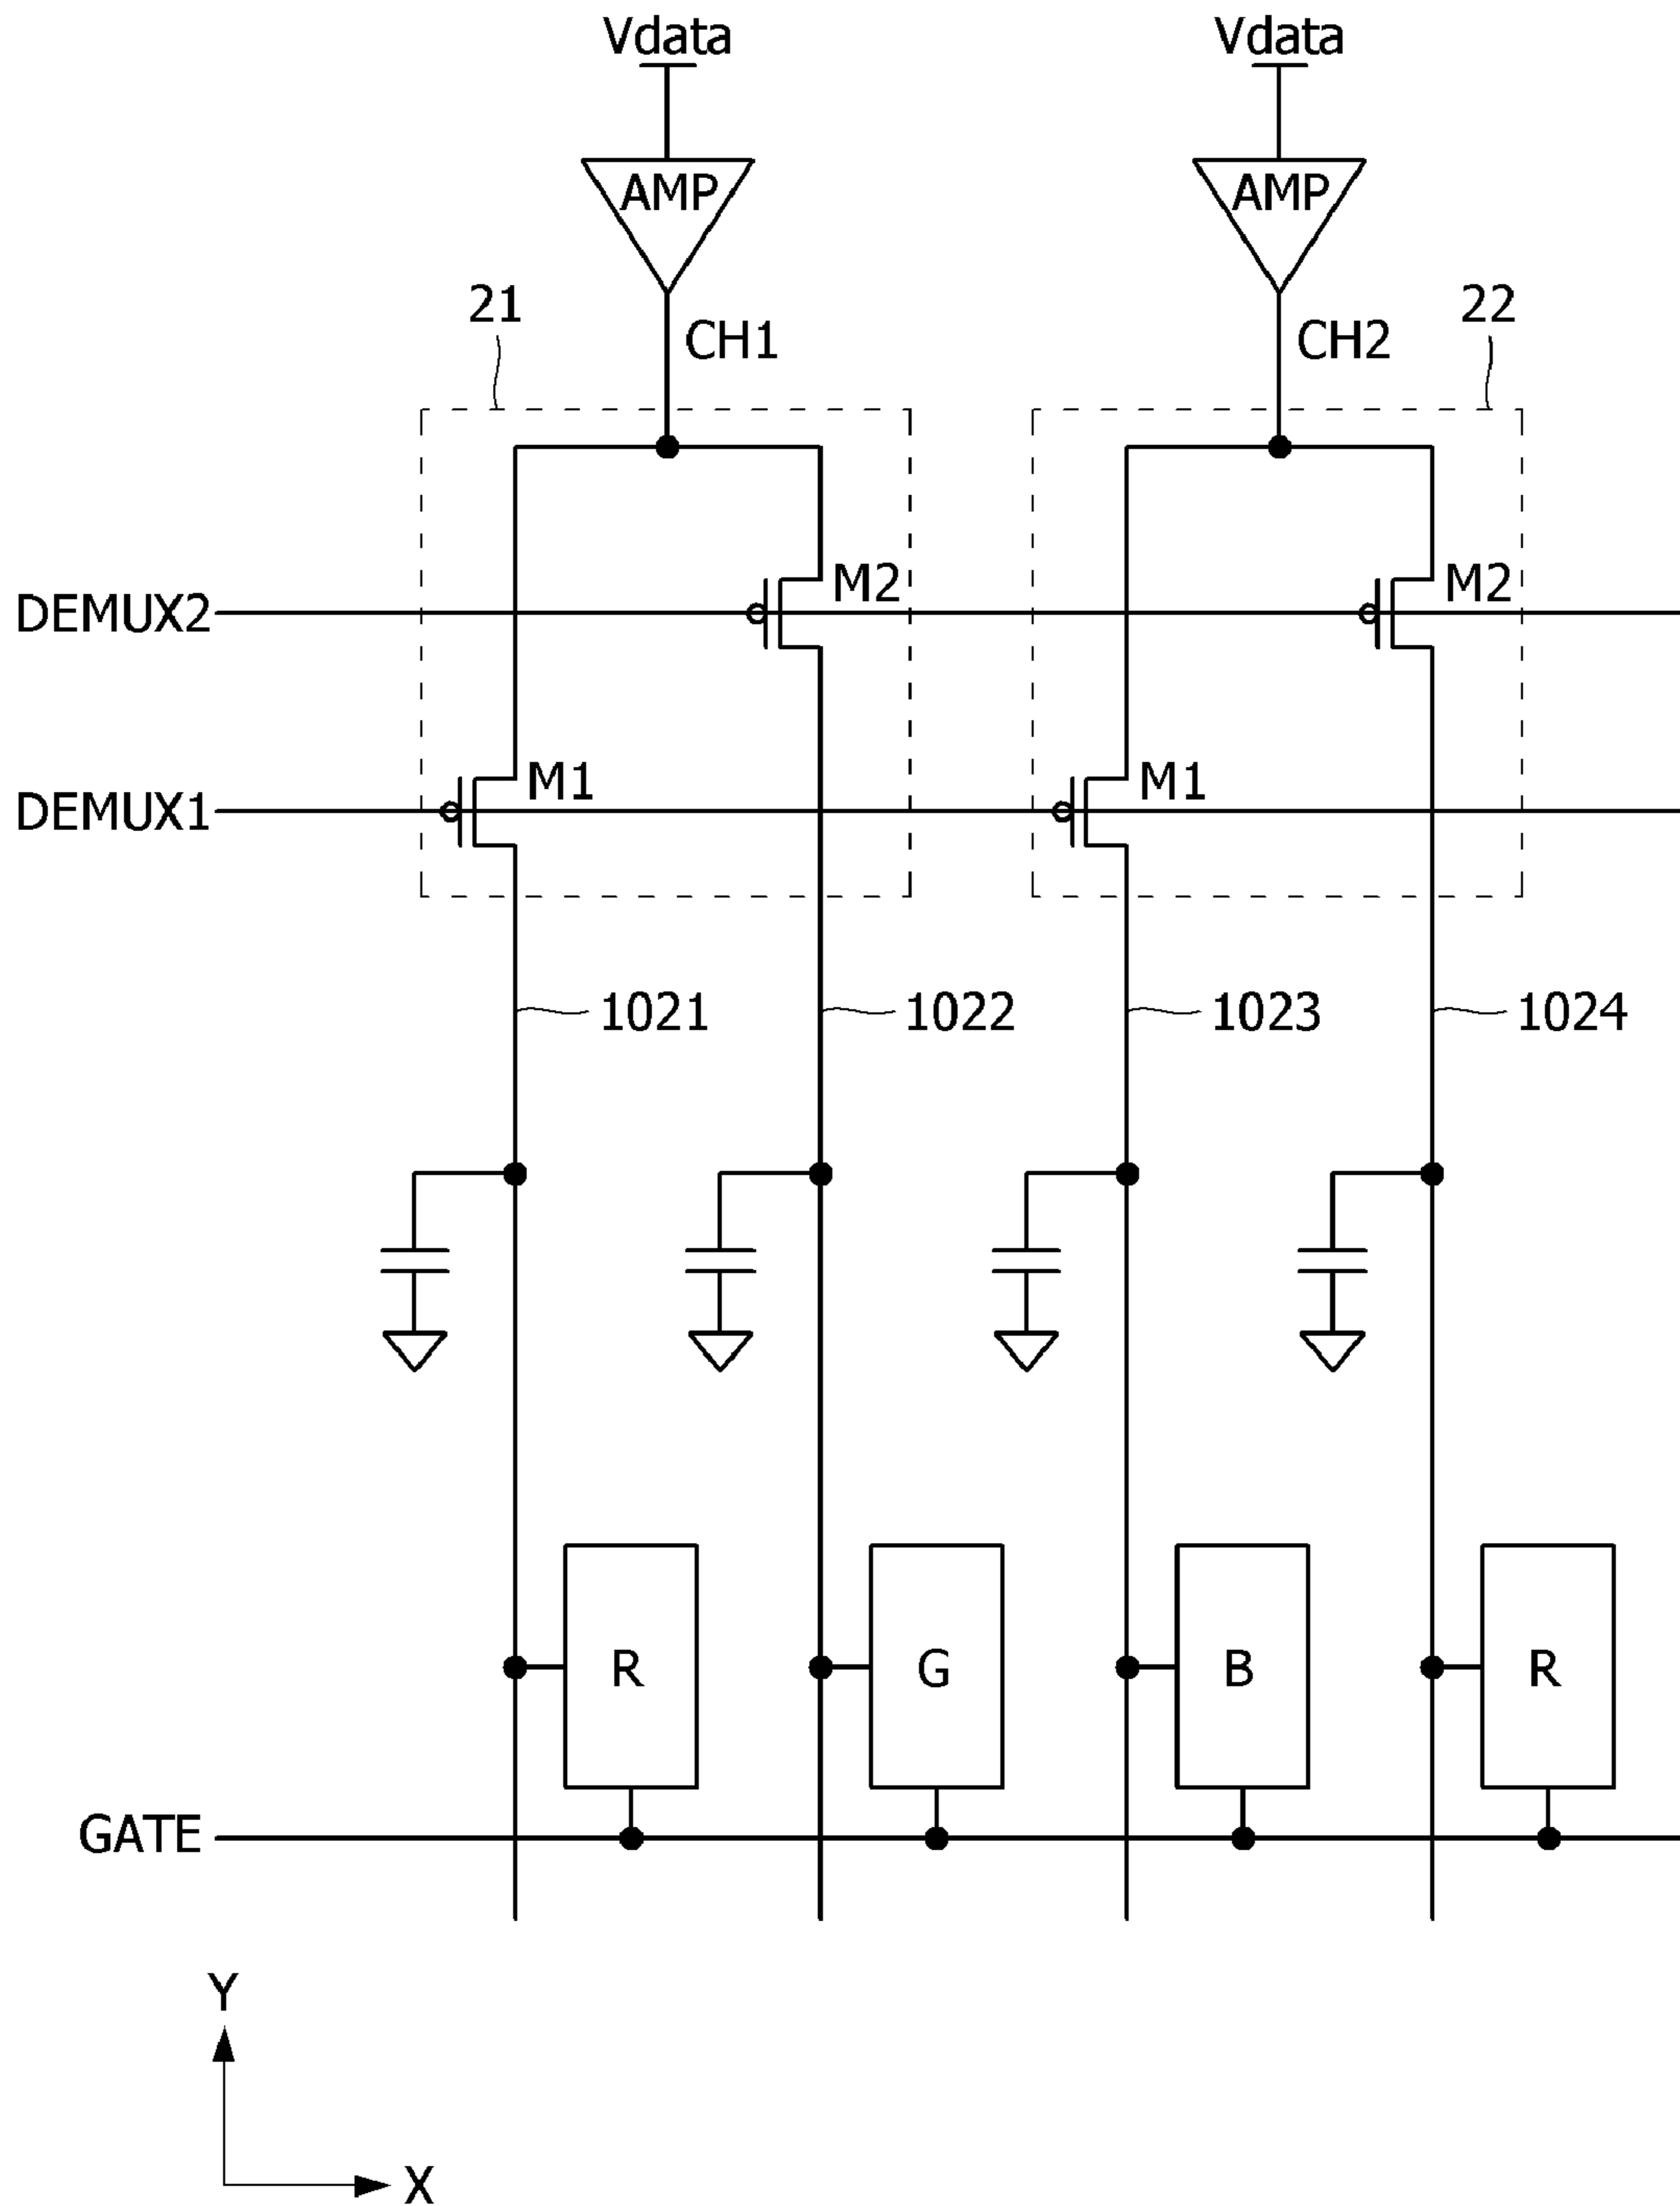 Vdata Vdata
AMP AMP
21 CH1 CH2 22
M2 M2
DEMUX2
M1 M1
DEMUX1
1021 1022 1023 1024
R G B R
GATE
Y
X